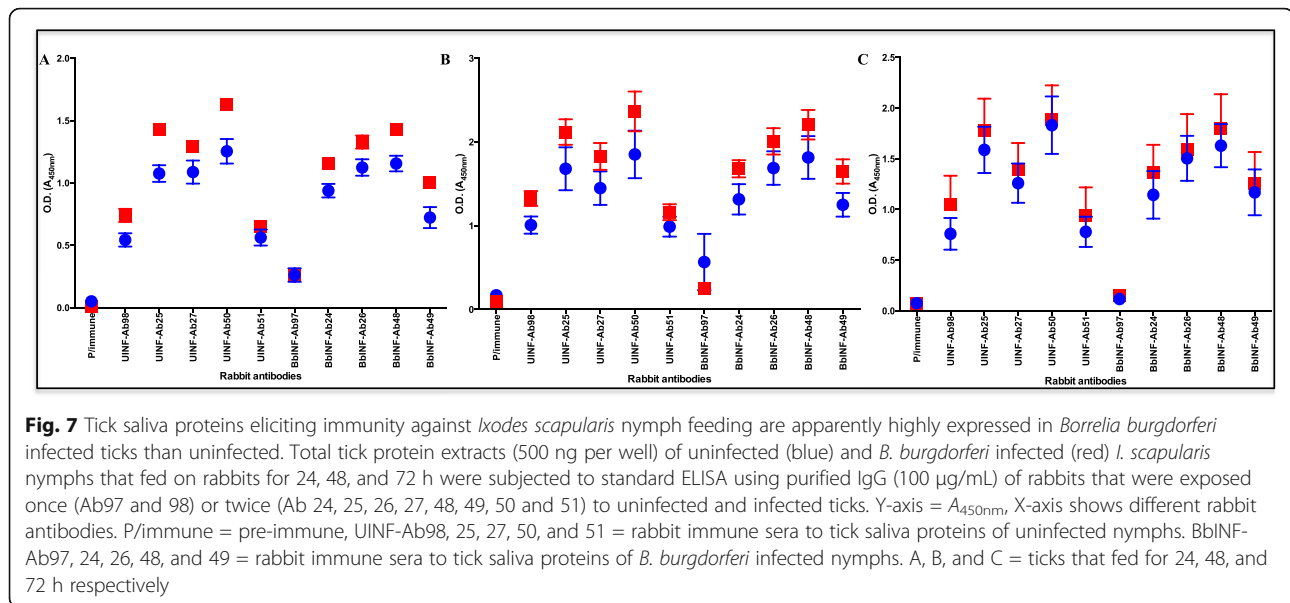 A
O.D. (A450nm)
2.0
1.5
1.0
0.5
0.0
P/immune
UINF-Ab98
UINF-Ab25
UINF-Ab27
UINF-Ab50
UINF-Ab51
BbINF-Ab97
BbINF-Ab24
BbINF-Ab26
BbINF-Ab48
BbINF-Ab49
Rabbit antibodies
B
O.D. (A450nm)
3
2
1
0
P/immune
UINF-Ab98
UINF-Ab25
UINF-Ab27
UINF-Ab50
UINF-Ab51
BbINF-Ab97
BbINF-Ab24
BbINF-Ab26
BbINF-Ab48
BbINF-Ab49
Rabbit antibodies
C
O.D. (A450nm)
2.5
2.0
1.5
1.0
0.5
0.0
P/immune
UINF-Ab98
UINF-Ab25
UINF-Ab27
UINF-Ab50
UINF-Ab51
BbINF-Ab97
BbINF-Ab24
BbINF-Ab26
BbINF-Ab48
BbINF-Ab49
Rabbit antibodies
Fig. 7 Tick saliva proteins eliciting immunity against Ixodes scapularis nymph feeding are apparently highly expressed in Borrelia burgdorferi
infected ticks than uninfected. Total tick protein extracts (500 ng per well) of uninfected (blue) and B. burgdorferi infected (red) I. scapularis
nymphs that fed on rabbits for 24, 48, and 72 h were subjected to standard ELISA using purified IgG (100 μg/mL) of rabbits that were exposed
once (Ab97 and 98) or twice (Ab 24, 25, 26, 27, 48, 49, 50 and 51) to uninfected and infected ticks. Y-axis = A450nm, X-axis shows different rabbit
antibodies. P/immune = pre-immune, UINF-Ab98, 25, 27, 50, and 51 = rabbit immune sera to tick saliva proteins of uninfected nymphs. BbINF-
Ab97, 24, 26, 48, and 49 = rabbit immune sera to tick saliva proteins of B. burgdorferi infected nymphs. A, B, and C = ticks that fed for 24, 48, and
72 h respectively